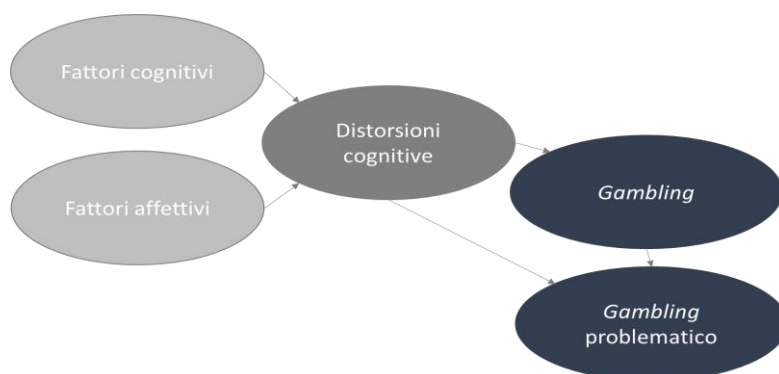 Fattori cognitivi
Distorsioni
cognitive
Fattori affettivi
Gambling
Gambling
problematico